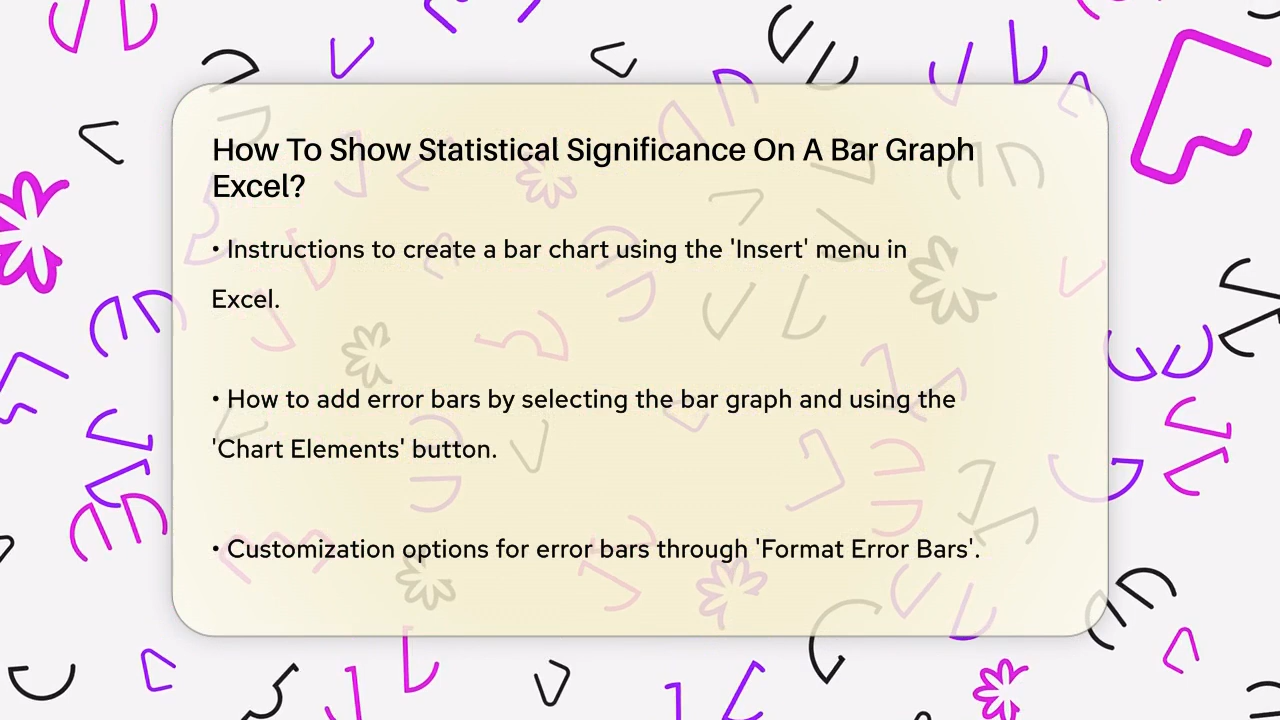 How To Show Statistical Significance On A Bar Graph
Excel?
• Instructions to create a bar chart using the 'Insert' menu in
Excel.
• How to add error bars by selecting the bar graph and using the
'Chart Elements' button.
• Customization options for error bars through 'Format Error Bars'.